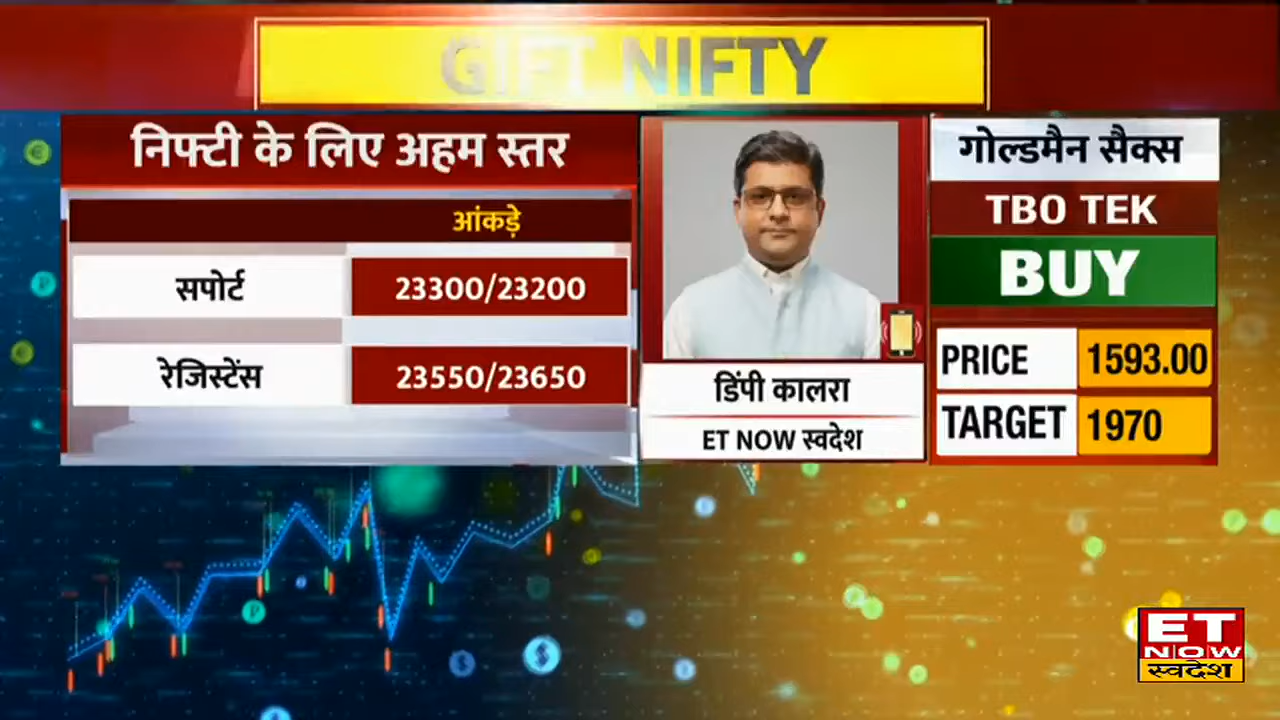 GIFT NIFTY
निफ्टी के लिए अहम स्तर
आंकड़े
सपोर्ट 23300/23200
रेजिस्टेंस 23550/23650
डिंपी कालरा
ET NOW स्वदेश
गोल्डमैन सैक्स
TBO TEK
BUY
PRICE 1593.00
TARGET 1970
ET
NOW
स्वदेश